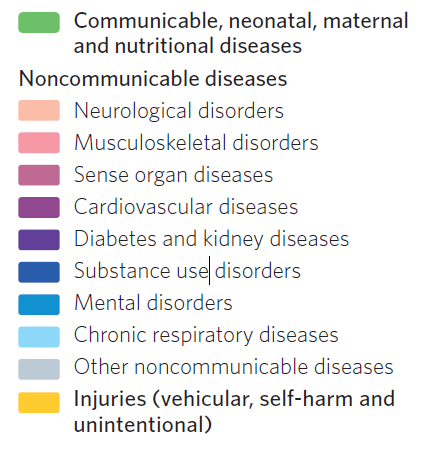 Communicable, neonatal, maternal
and nutritional diseases
Noncommunicable diseases
Neurological disorders
Musculoskeletal disorders
Sense organ diseases
Cardiovascular diseases
Diabetes and kidney diseases
Substance use disorders
Mental disorders
Chronic respiratory diseases
Other noncommunicable diseases
Injuries (vehicular, self-harm and
unintentional)